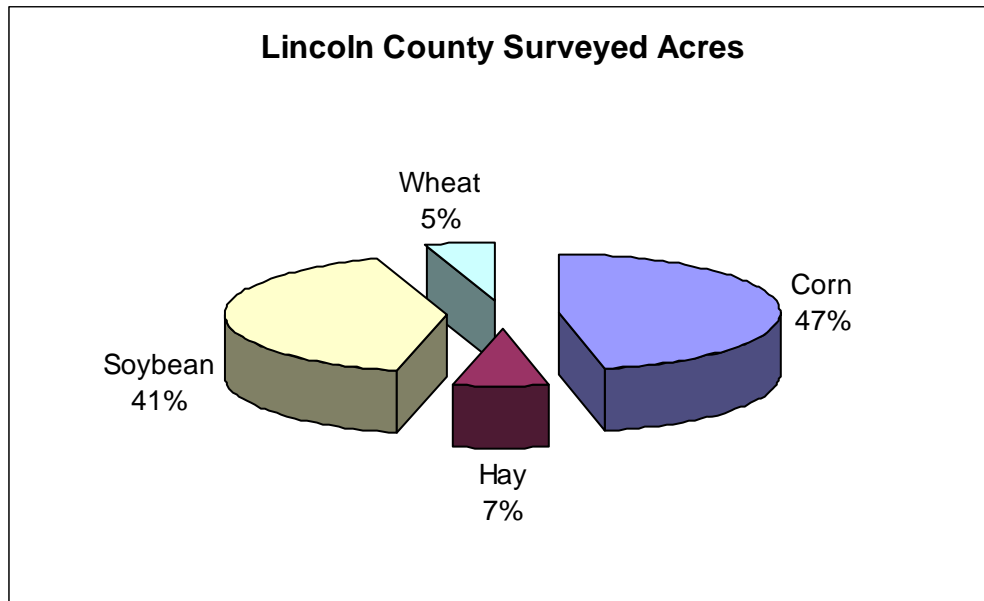 Lincoln County Surveyed Acres
Wheat
5%
Corn
47%
Soybean
41%
Hay
7%